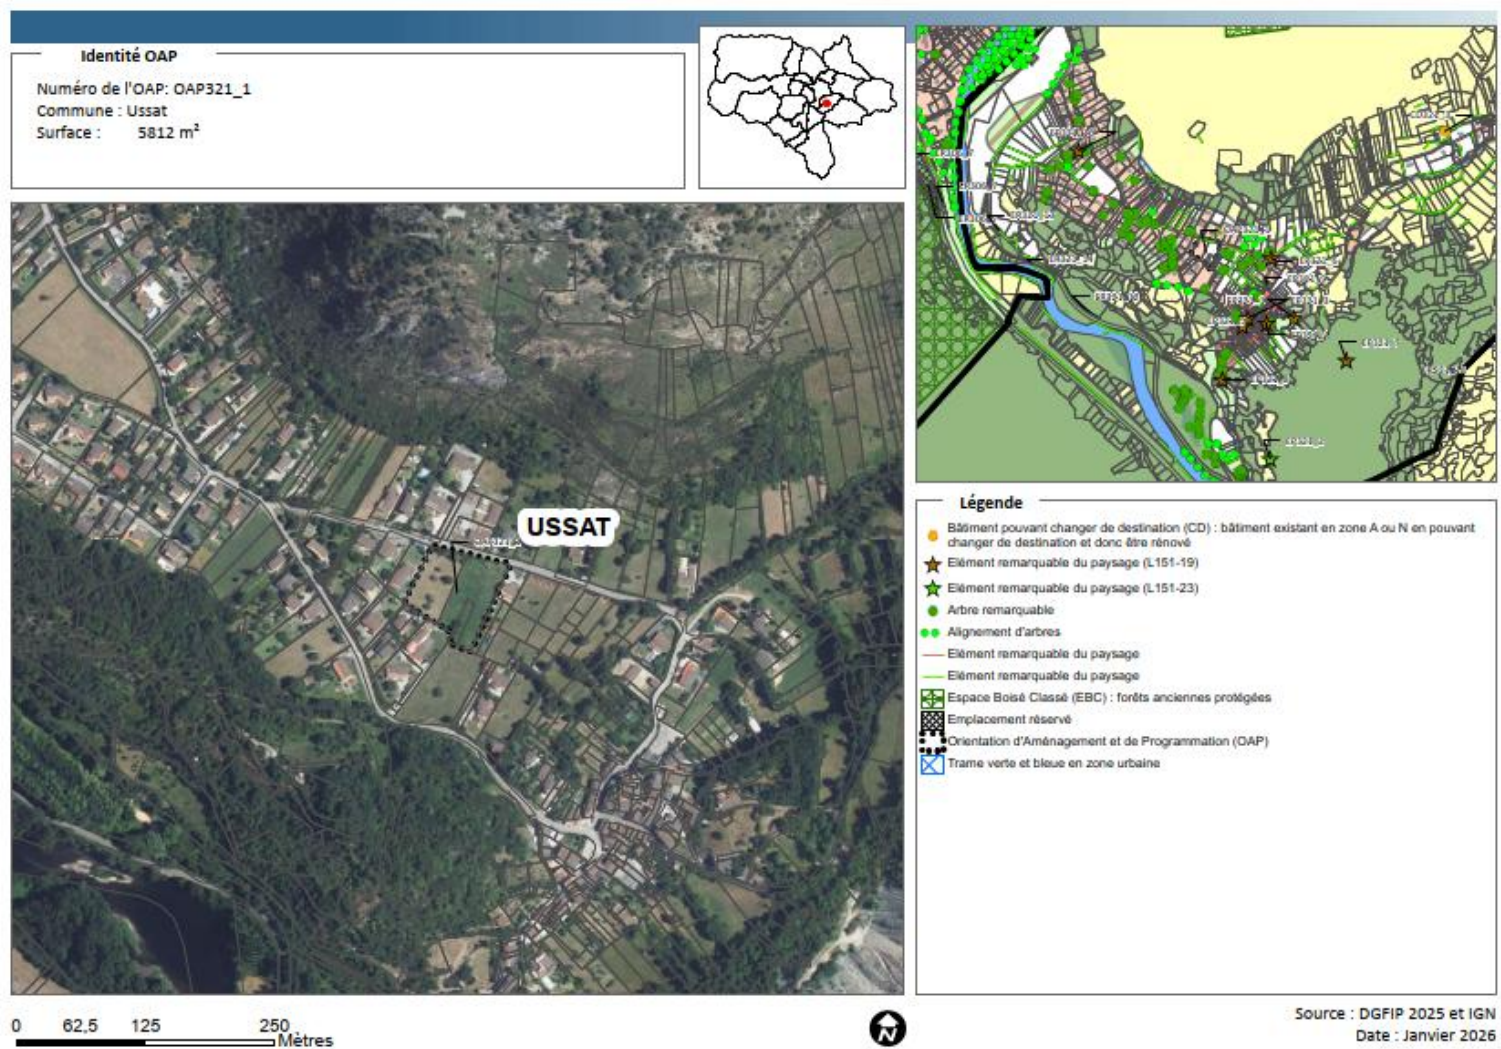 Identité OAP
Numéro de l'OAP: OAP321_1
Commune : Ussat
Surface : 5812 m²
USSAT
Légende
Bâtiment pouvant changer de destination (CD) : bâtiment existant en zone A ou N en pouvant
changer de destination et donc être rénové
Elément remarquable du paysage (L151-19)
Elément remarquable du paysage (L151-23)
Arbre remarquable
Alignement d'arbres
Elément remarquable du paysage
Elément remarquable du paysage
Espace Boisé Classé (EBC) : forêts anciennes protégées
Emplacement réservé
Orientation d'Aménagement et de Programmation (OAP)
Trame verte et bleue en zone urbaine
0 62,5 125 250
Mètres
N
Source : DGFIP 2025 et IGN
Date : Janvier 2026